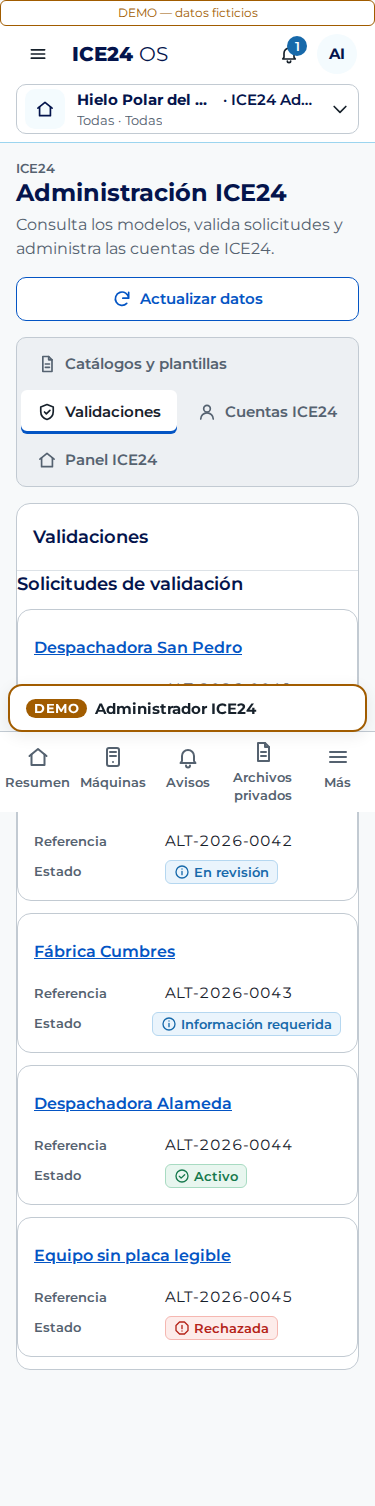 DEMO — datos ficticios
ICE24 OS
1
AI
Hielo Polar del ... · ICE24 Ad...
Todas · Todas
ICE24
Administración ICE24
Consulta los modelos, valida solicitudes y
administra las cuentas de ICE24.
Actualizar datos
Catálogos y plantillas
Validaciones
Cuentas ICE24
Panel ICE24
Validaciones
Solicitudes de validación
Despachadora San Pedro
DEMO Administrador ICE24
Resumen
Máquinas
Avisos
Archivos
privados
Más
Referencia ALT-2026-0042
Estado En revisión
Fábrica Cumbres
Referencia ALT-2026-0043
Estado Información requerida
Despachadora Alameda
Referencia ALT-2026-0044
Estado Activo
Equipo sin placa legible
Referencia ALT-2026-0045
Estado Rechazada